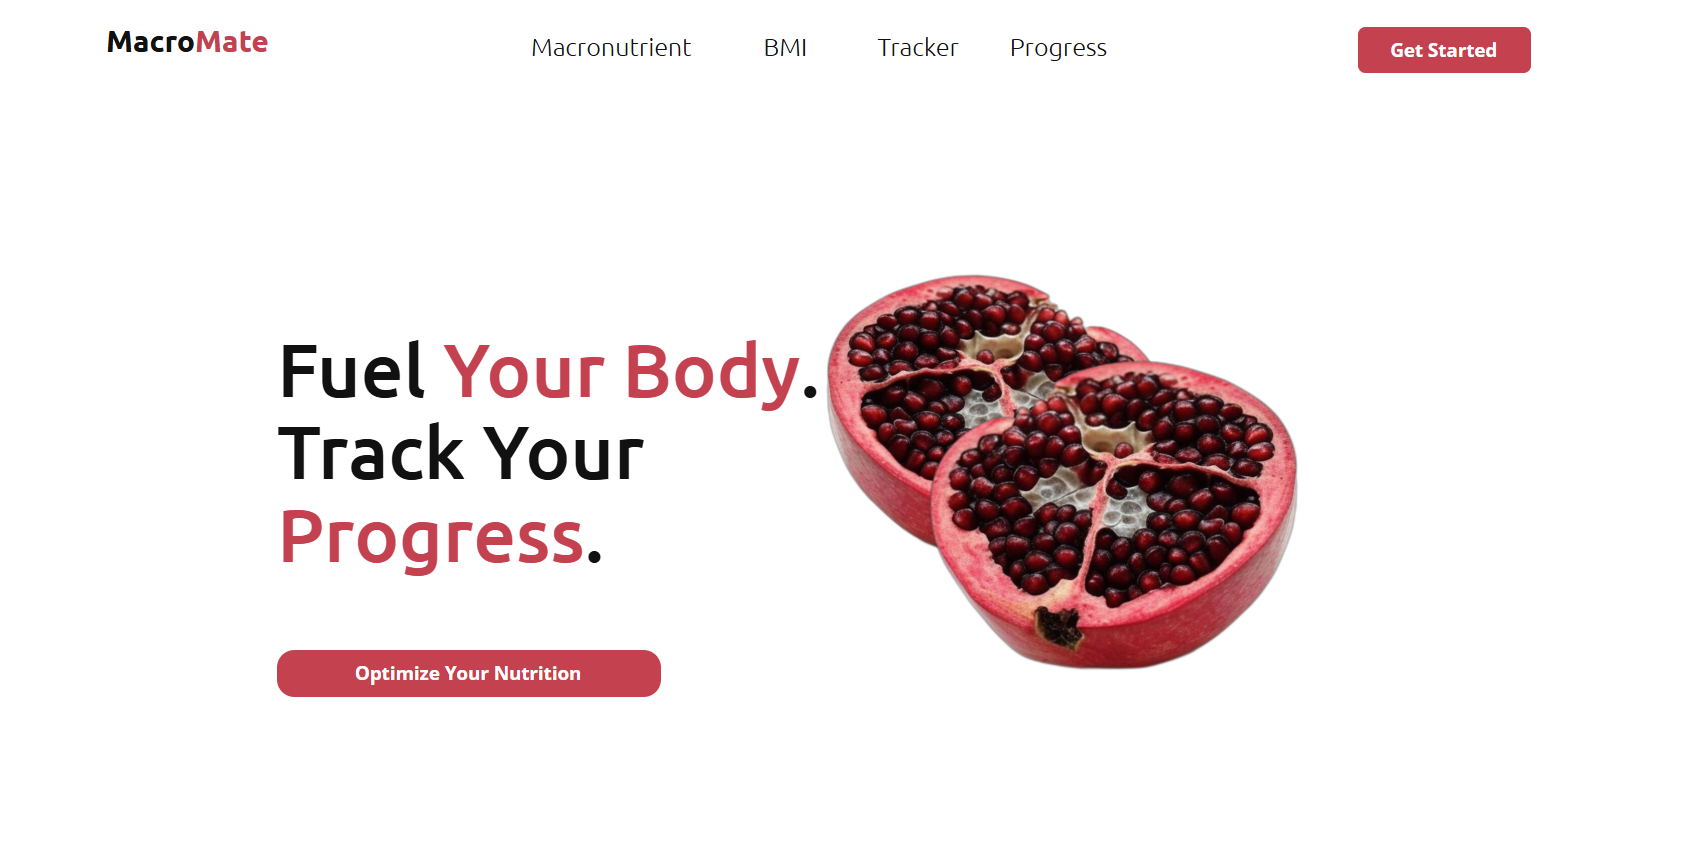 MacroMate
Macronutrient
BMI
Tracker
Progress
Get Started
Fuel Your Body.
Track Your
Progress.
Optimize Your Nutrition